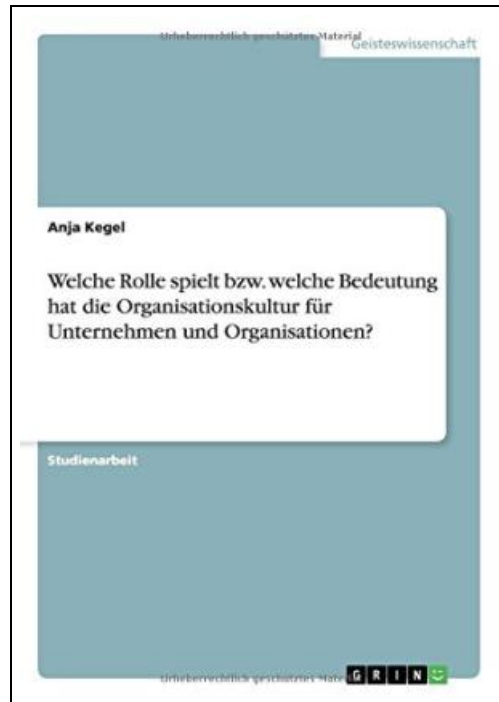 Urheberrechtlich geschütztes Material
Geisteswissenschaft
Anja Kegel
Welche Rolle spielt bzw. welche Bedeutung
hat die Organisationskultur für
Unternehmen und Organisationen?
Studienarbeit
Urheberrechtlich geschütztes Material
GRIN